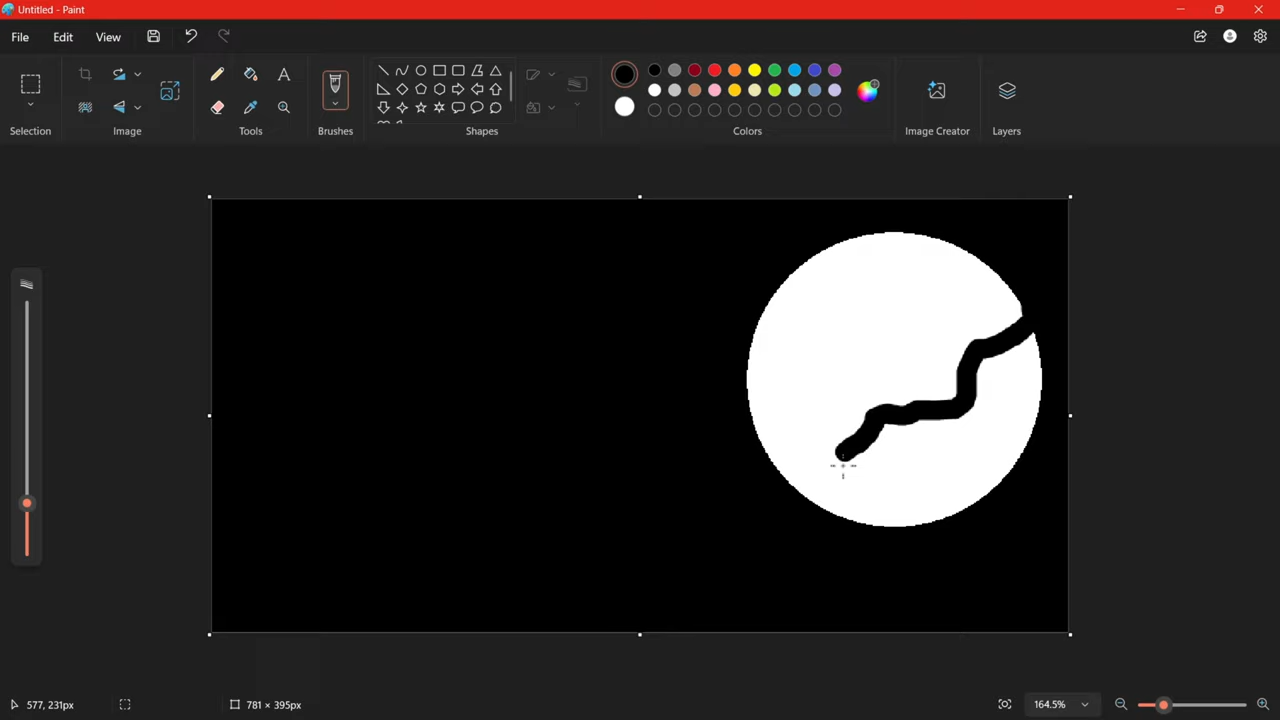 Untitled - Paint
File Edit View
Selection Image Tools Brushes Shapes Colors Image Creator Layers
577, 231px 781 × 395px 164.5%